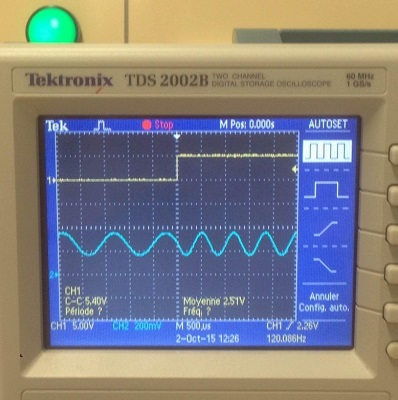 Tektronix TDS 2002B TWO CHANNEL DIGITAL STORAGE OSCILLOSCOPE 60 MHz 1 GS/s
Tek Stop M Pos: 0.000s AUTOSET
1
2
CH1:
C-C 5.40V Moyenne 2.51V
Période ? Fréq. ?
Annuler
Config. auto.
CH1 5.00V CH2 200mV M 500µs CH1 2.26V
2-Oct-15 12:26 120.086Hz